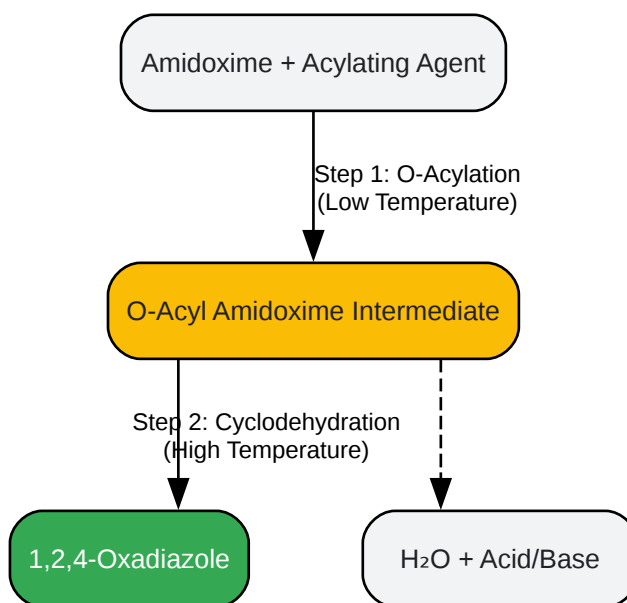 Amidoxime + Acylating Agent
Step 1: O-Acylation
(Low Temperature)
O-Acyl Amidoxime Intermediate
Step 2: Cyclodehydration
(High Temperature)
1,2,4-Oxadiazole
H₂O + Acid/Base